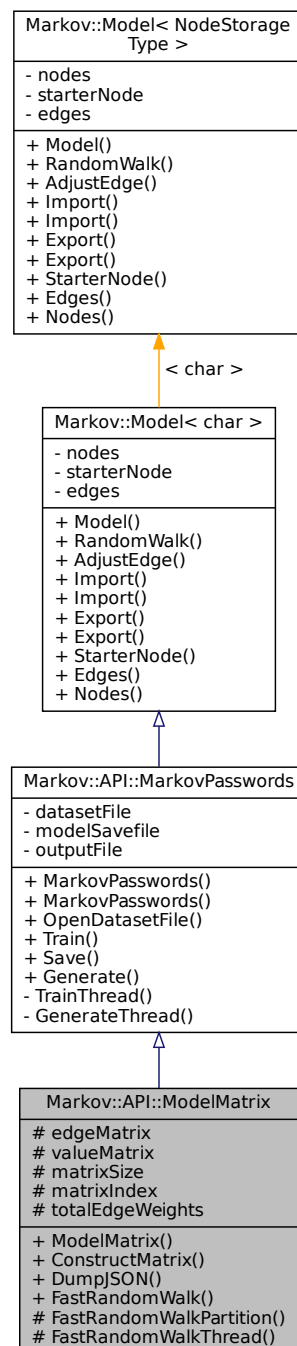 Markov::Model< NodeStorage
Type >
- nodes
- starterNode
- edges
+ Model()
+ RandomWalk()
+ AdjustEdge()
+ Import()
+ Import()
+ Export()
+ Export()
+ StarterNode()
+ Edges()
+ Nodes()
< char >
Markov::Model< char >
- nodes
- starterNode
- edges
+ Model()
+ RandomWalk()
+ AdjustEdge()
+ Import()
+ Import()
+ Export()
+ Export()
+ StarterNode()
+ Edges()
+ Nodes()
Markov::API::MarkovPasswords
- datasetFile
- modelSavefile
- outputFile
+ MarkovPasswords()
+ MarkovPasswords()
+ OpenDatasetFile()
+ Train()
+ Save()
+ Generate()
- TrainThread()
- GenerateThread()
Markov::API::ModelMatrix
# edgeMatrix
# valueMatrix
# matrixSize
# matrixIndex
# totalEdgeWeights
+ ModelMatrix()
+ ConstructMatrix()
+ DumpJSON()
+ FastRandomWalk()
# FastRandomWalkPartition()
# FastRandomWalkThread()